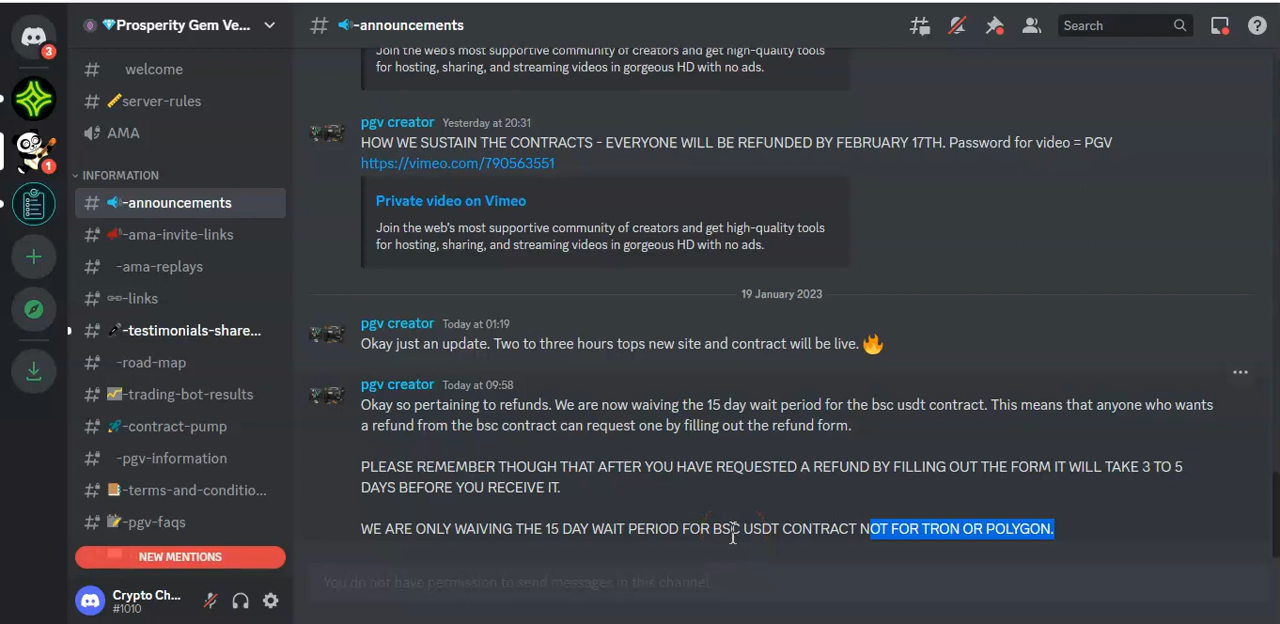 Prosperity Gem Ve...
# -announcements
Search
3
1
# welcome
# -server-rules
AMA
INFORMATION
# -announcements
-ama-invite-links
-ama-replays
-links
-testimonials-share...
-road-map
-trading-bot-results
-contract-pump
-pgv-information
-terms-and-conditio...
-pgv-faqs
NEW MENTIONS
Crypto Ch...
#1010
Join the web's most supportive community of creators and get high-quality tools
for hosting, sharing, and streaming videos in gorgeous HD with no ads.
pgv creator Yesterday at 20:31
HOW WE SUSTAIN THE CONTRACTS - EVERYONE WILL BE REFUNDED BY FEBRUARY 17TH. Password for video = PGV
https://vimeo.com/790563551
Private video on Vimeo
Join the web's most supportive community of creators and get high-quality tools
for hosting, sharing, and streaming videos in gorgeous HD with no ads.
19 January 2023
pgv creator Today at 01:19
Okay just an update. Two to three hours tops new site and contract will be live.
pgv creator Today at 09:58
Okay so pertaining to refunds. We are now waiving the 15 day wait period for the bsc usdt contract. This means that anyone who wants
a refund from the bsc contract can request one by filling out the refund form.
PLEASE REMEMBER THOUGH THAT AFTER YOU HAVE REQUESTED A REFUND BY FILLING OUT THE FORM IT WILL TAKE 3 TO 5
DAYS BEFORE YOU RECEIVE IT.
WE ARE ONLY WAIVING THE 15 DAY WAIT PERIOD FOR BSC USDT CONTRACT NOT FOR TRON OR POLYGON.
You do not have permission to send messages in this channel.